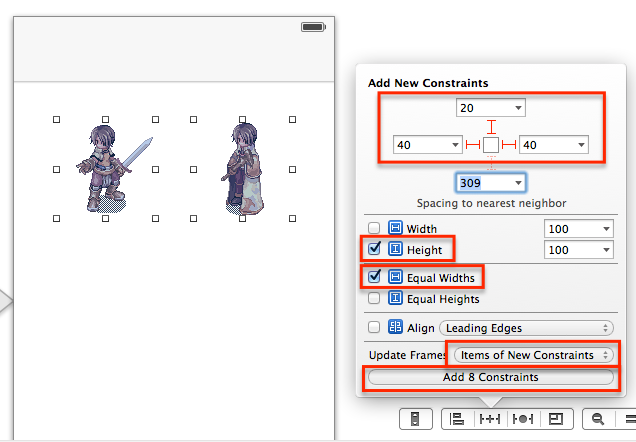 Add New Constraints
20
40 40
309
Spacing to nearest neighbor
Width 100
Height 100
Equal Widths
Equal Heights
Align Leading Edges
Update Frames Items of New Constraints
Add 8 Constraints